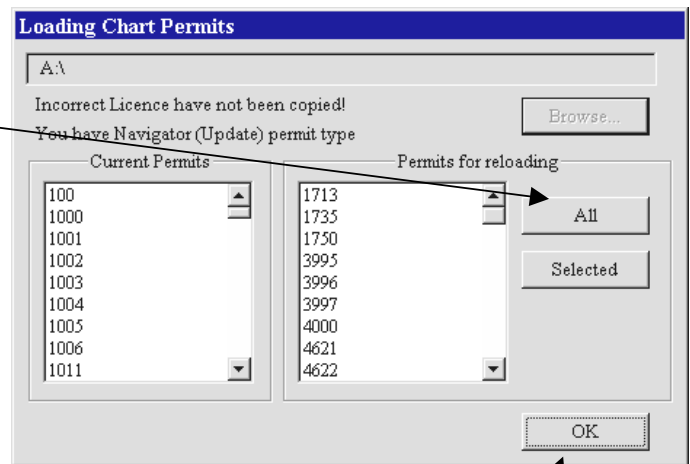 Loading Chart Permits
A:\
Incorrect Licence have not been copied!
Browse...
You have Navigator (Update) permit type
Current Permits
100
1000
1001
1002
1003
1004
1005
1006
1011
Permits for reloading
1713
1735
1750
3995
3996
3997
4000
4621
4622
All
Selected
OK